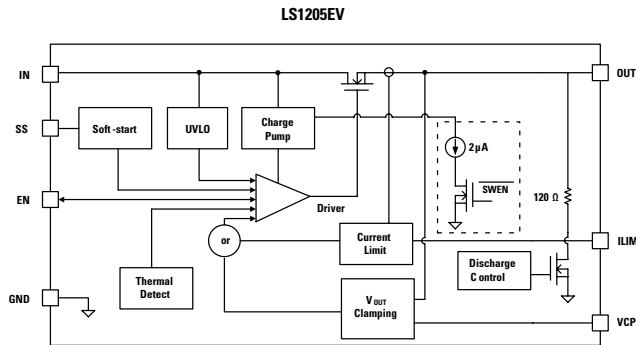 LS1205EV
IN
OUT
SS
Soft-start
UVLO
Charge
Pump
2μA
SWEN
EN
Driver
120 Ω
or
Current
Limit
ILIM
Thermal
Detect
Discharge
Control
GND
VOUT
Clamping
VCP